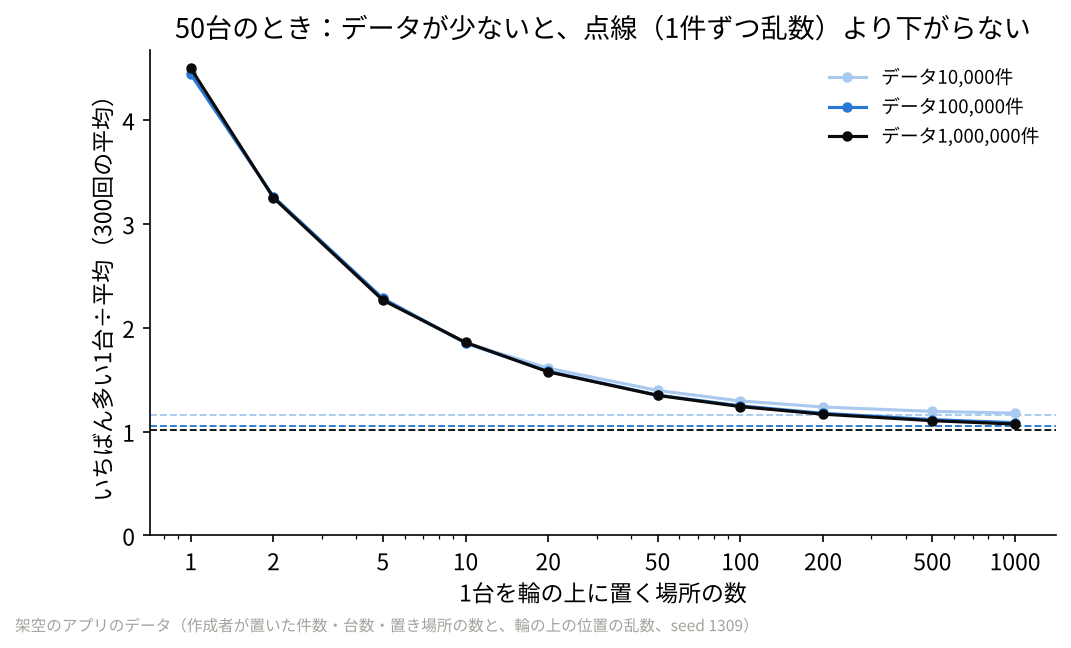 50台のとき：データが少ないと、点線（1件ずつ乱数）より下がらない
データ10,000件
データ100,000件
データ1,000,000件
いちばん多い1台÷平均（300回の平均）
4
3
2
1
0
1 2 5 10 20 50 100 200 500 1000
1台を輪の上に置く場所の数
架空のアプリのデータ（作成者が置いた件数・台数・置き場所の数と、輪の上の位置の乱数、seed 1309）